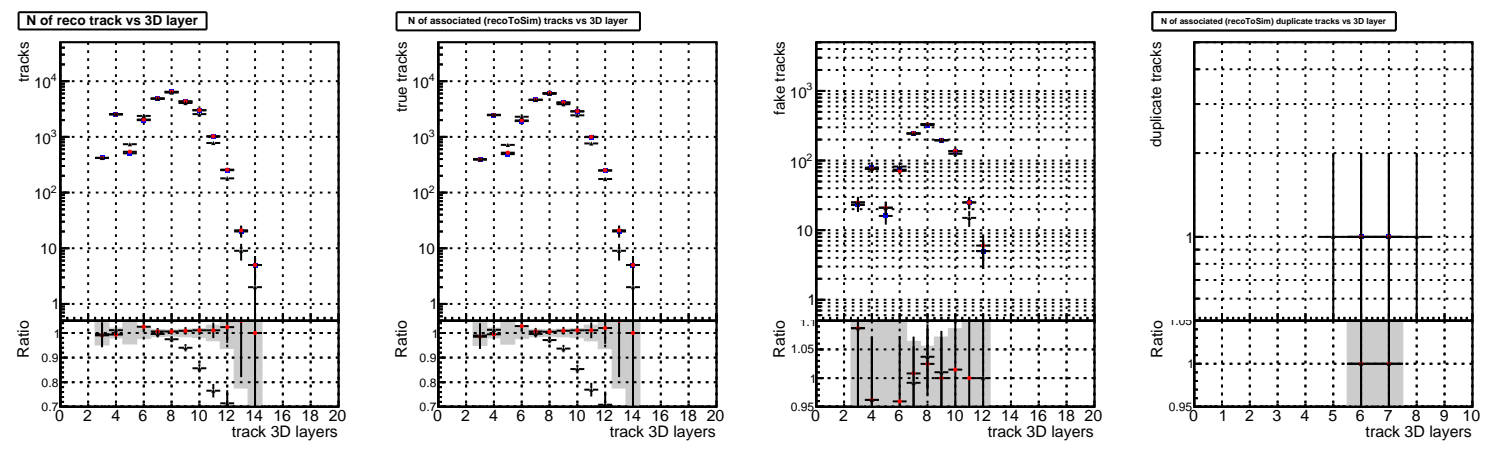 N of reco track vs 3D layer
tracks
10^4
10^3
10^2
10
1
Ratio
1
0.9
0.8
0.7
0 2 4 6 8 10 12 14 16 18 20
track 3D layers
N of associated (recoToSim) tracks vs 3D layer
true tracks
10^4
10^3
10^2
10
1
Ratio
1
0.9
0.8
0.7
0 2 4 6 8 10 12 14 16 18 20
track 3D layers
fake tracks
10^3
10^2
10
1
Ratio
1.1
1.05
1
0.95
0 2 4 6 8 10 12 14 16 18 20
track 3D layers
N of associated (recoToSim) duplicate tracks vs 3D layer
duplicate tracks
1
Ratio
1.05
1
0.95
0 1 2 3 4 5 6 7 8 9 10
track 3D layers